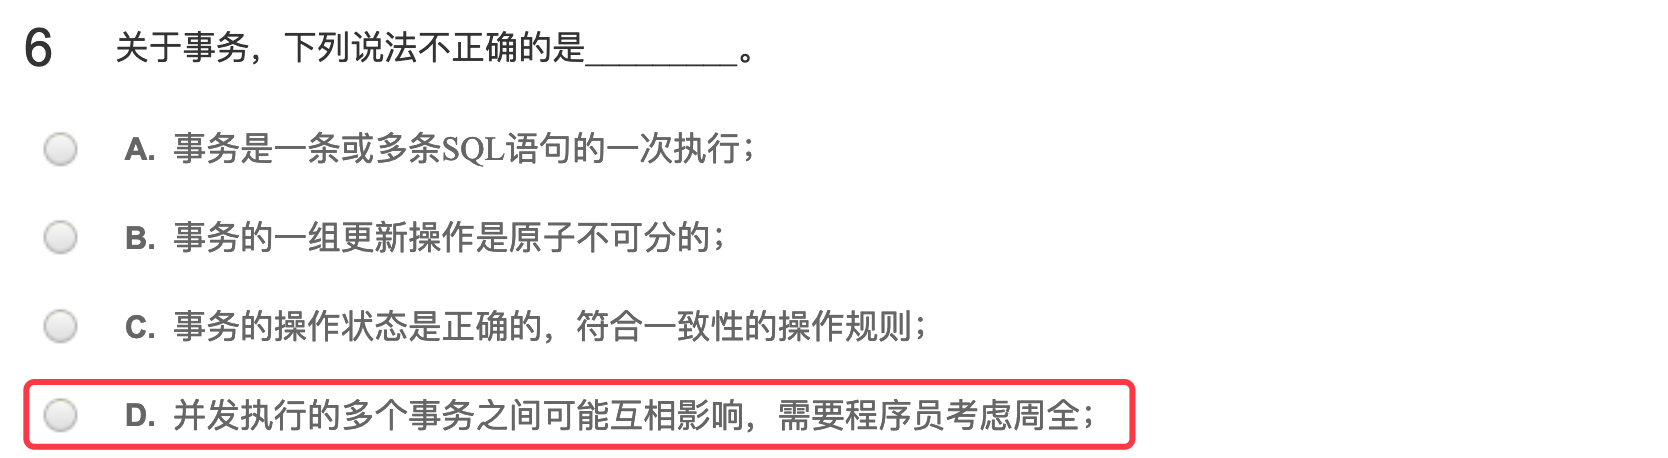 6 关于事务，下列说法不正确的是_________。
A. 事务是一条或多条SQL语句的一次执行；
B. 事务的一组更新操作是原子不可分的；
C. 事务的操作状态是正确的，符合一致性的操作规则；
D. 并发执行的多个事务之间可能互相影响，需要程序员考虑周全；